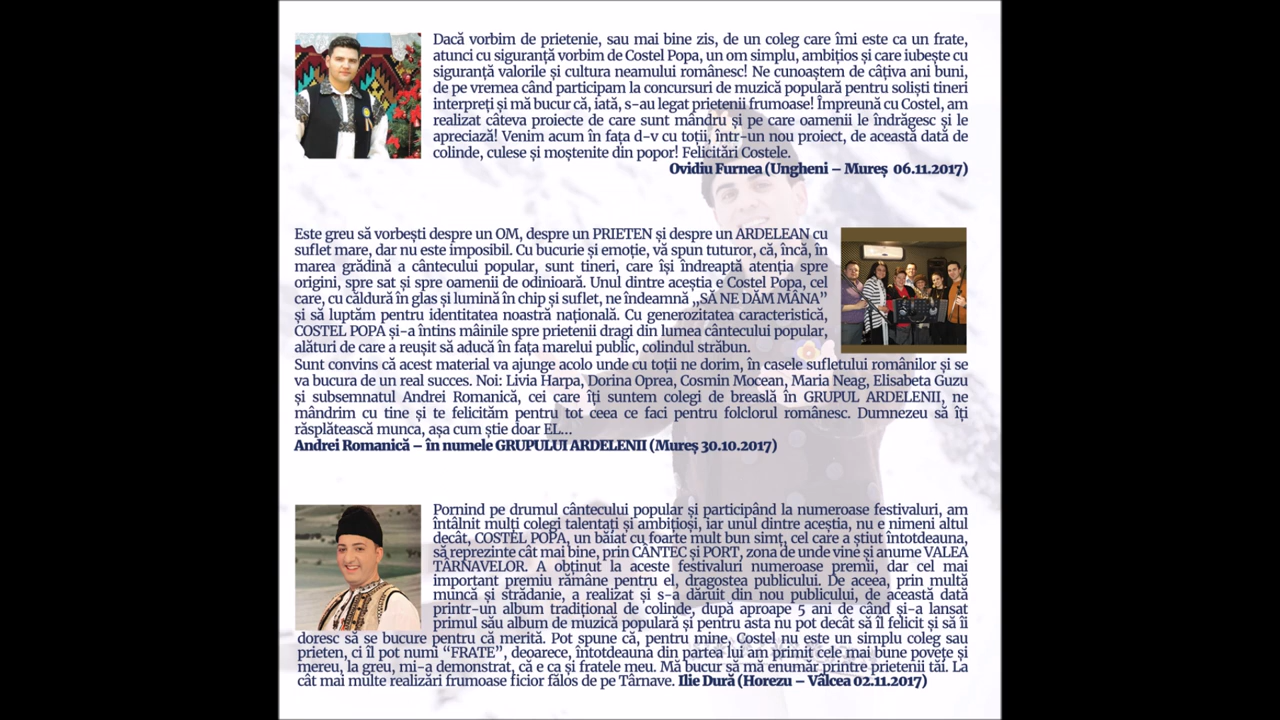 Dacă vorbim de prietenie, sau mai bine zis, de un coleg care îmi este ca un frate,
atunci cu siguranță vorbim de Costel Popa, un om simplu, ambițios și care iubește cu
siguranță valorile și cultura neamului românesc! Ne cunoaștem de câțiva ani buni,
de pe vremea când participam la concursuri de muzică populară pentru soliști tineri
interpreți și mă bucur că, iată, s-au legat prietenii frumoase! Împreună cu Costel, am
realizat câteva proiecte de care sunt mândru și pe care oamenii le îndrăgesc și le
apreciază! Venim acum în fața d-v cu toții, într-un nou proiect, de această dată de
colinde, culese și moștenite din popor! Felicitări Costele.
Ovidiu Furnea (Ungheni – Mureș 06.11.2017)
Este greu să vorbești despre un OM, despre un PRIETEN și despre un ARDELEAN cu
suflet mare, dar nu este imposibil. Cu bucurie și emoție, vă spun tuturor, că, încă, în
marea grădină a cântecului popular, sunt tineri, care își îndreaptă atenția spre
origini, spre sat și spre oamenii de odinioară. Unul dintre aceștia e Costel Popa, cel
care, cu căldură în glas și lumină în chip și suflet, ne îndeamnă „SĂ NE DĂM MÂNA”
și să luptăm pentru identitatea noastră națională. Cu generozitatea caracteristică,
COSTEL POPA și-a întins mâinile spre prietenii dragi din lumea cântecului popular,
alături de care a reușit să aducă în fața marelui public, colindul străbun.
Sunt convins că acest material va ajunge acolo unde cu toții ne dorim, în casele sufletului românilor și se
va bucura de un real succes. Noi: Livia Harpa, Dorina Oprea, Cosmin Mocean, Maria Neag, Elisabeta Guzu
și subsemnatul Andrei Romanică, cei care îți suntem colegi de breaslă în GRUPUL ARDELENII, ne
mândrim cu tine și te felicităm pentru tot ceea ce faci pentru folclorul românesc. Dumnezeu să îți
răsplătească munca, așa cum știe doar EL...
Andrei Romanică – în numele GRUPULUI ARDELENII (Mureș 30.10.2017)
Pornind pe drumul cântecului popular și participând la numeroase festivaluri, am
întâlnit mulți colegi talentați și ambițioși, iar unul dintre aceștia, nu e nimeni altul
decât, COSTEL POPA, un băiat cu foarte mult bun simț, cel care a știut întotdeauna,
să reprezinte cât mai bine, prin CÂNTEC și PORT, zona de unde vine și anume VALEA
TÂRNAVELOR. A obținut la aceste festivaluri numeroase premii, dar cel mai
important premiu rămâne pentru el, dragostea publicului. De aceea, prin multă
muncă și strădanie, a realizat și s-a dăruit din nou publicului, de această dată
printr-un album tradițional de colinde, după aproape 5 ani de când și-a lansat
primul său album de muzică populară și pentru asta nu pot decât să îl felicit și să îi
doresc să se bucure pentru că merită. Pot spune că, pentru mine, Costel nu este un simplu coleg sau
prieten, ci îl pot numi “FRATE”, deoarece, întotdeauna din partea lui am primit cele mai bune povețe și
mereu, la greu, mi-a demonstrat, că e ca și fratele meu. Mă bucur să mă enumăr printre prietenii tăi. La
cât mai multe realizări frumoase ficior fălos de pe Târnave. Ilie Dură (Horezu – Vâlcea 02.11.2017)